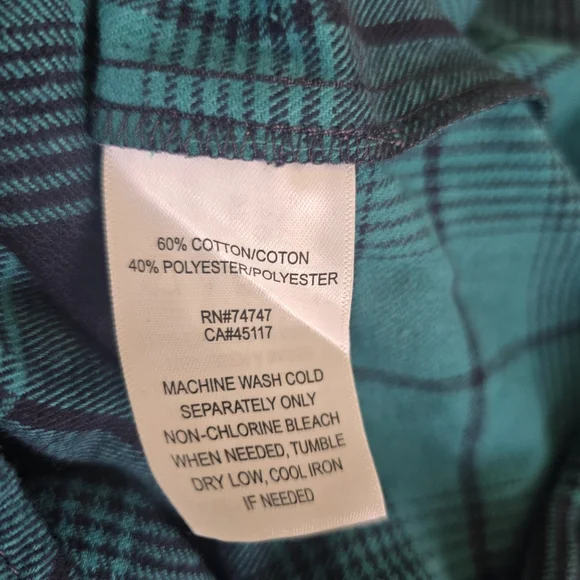 60% COTTON/COTON
40% POLYESTER/POLYESTER
RN#74747
CA#45117
MACHINE WASH COLD
SEPARATELY ONLY
NON-CHLORINE BLEACH
WHEN NEEDED, TUMBLE
DRY LOW, COOL IRON
IF NEEDED